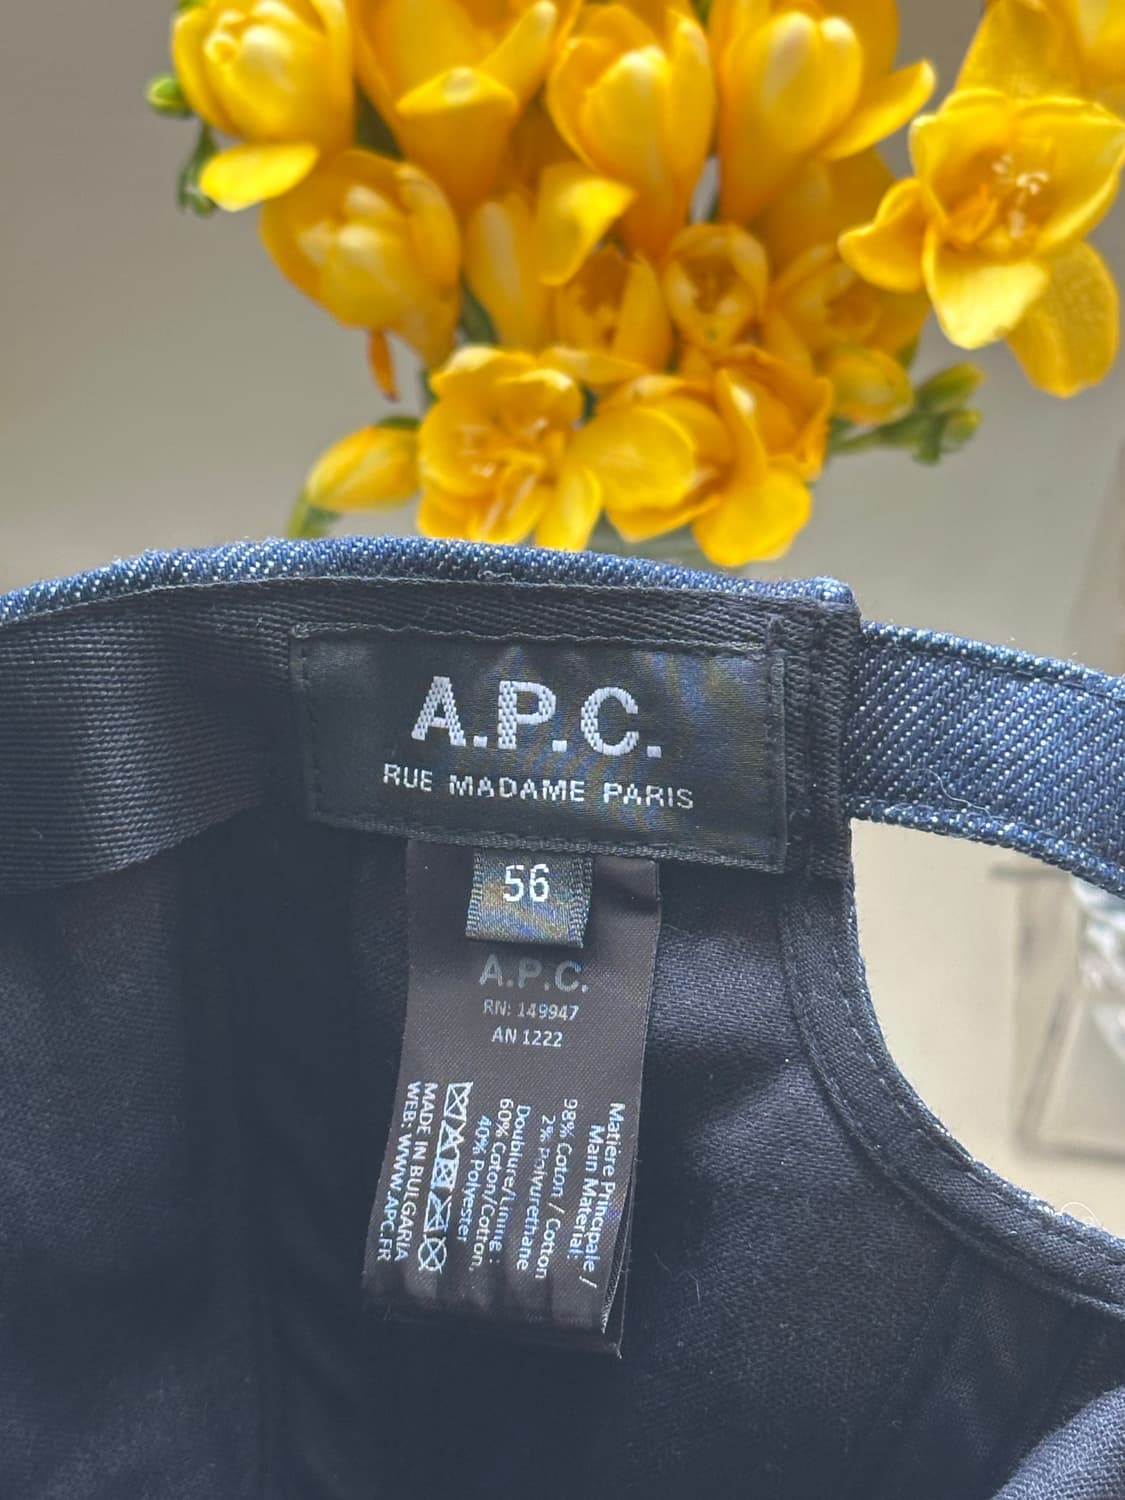 A.P.C.
RUE MADAME PARIS
56
A.P.C.
RN: 149947
AN 1222
Matière Principale /
Main Material:
98% Coton / Cotton
2% Polyurethane
Doublure/Lining :
60% Coton/Cotton,
40% Polyester
MADE IN BULGARIA
WEB: WWW.APC.FR